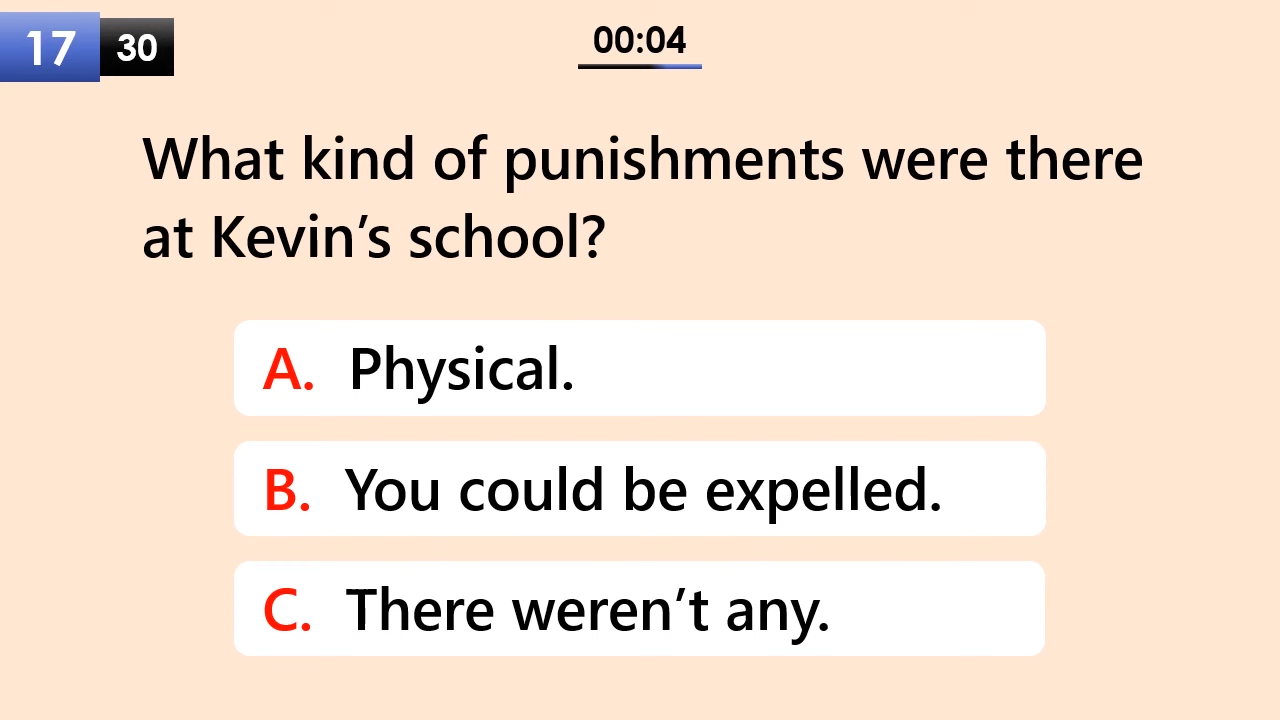 17 30
00:04
What kind of punishments were there
at Kevin’s school?
A. Physical.
B. You could be expelled.
C. There weren’t any.